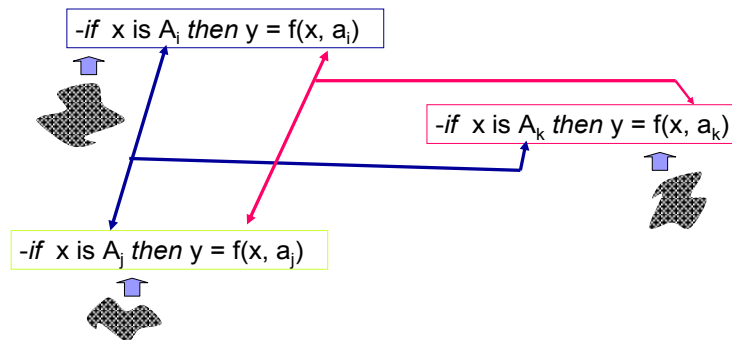 -if x is Aᵢ then y = f(x, aᵢ)
-if x is Aₖ then y = f(x, aₖ)
-if x is Aⱼ then y = f(x, aⱼ)